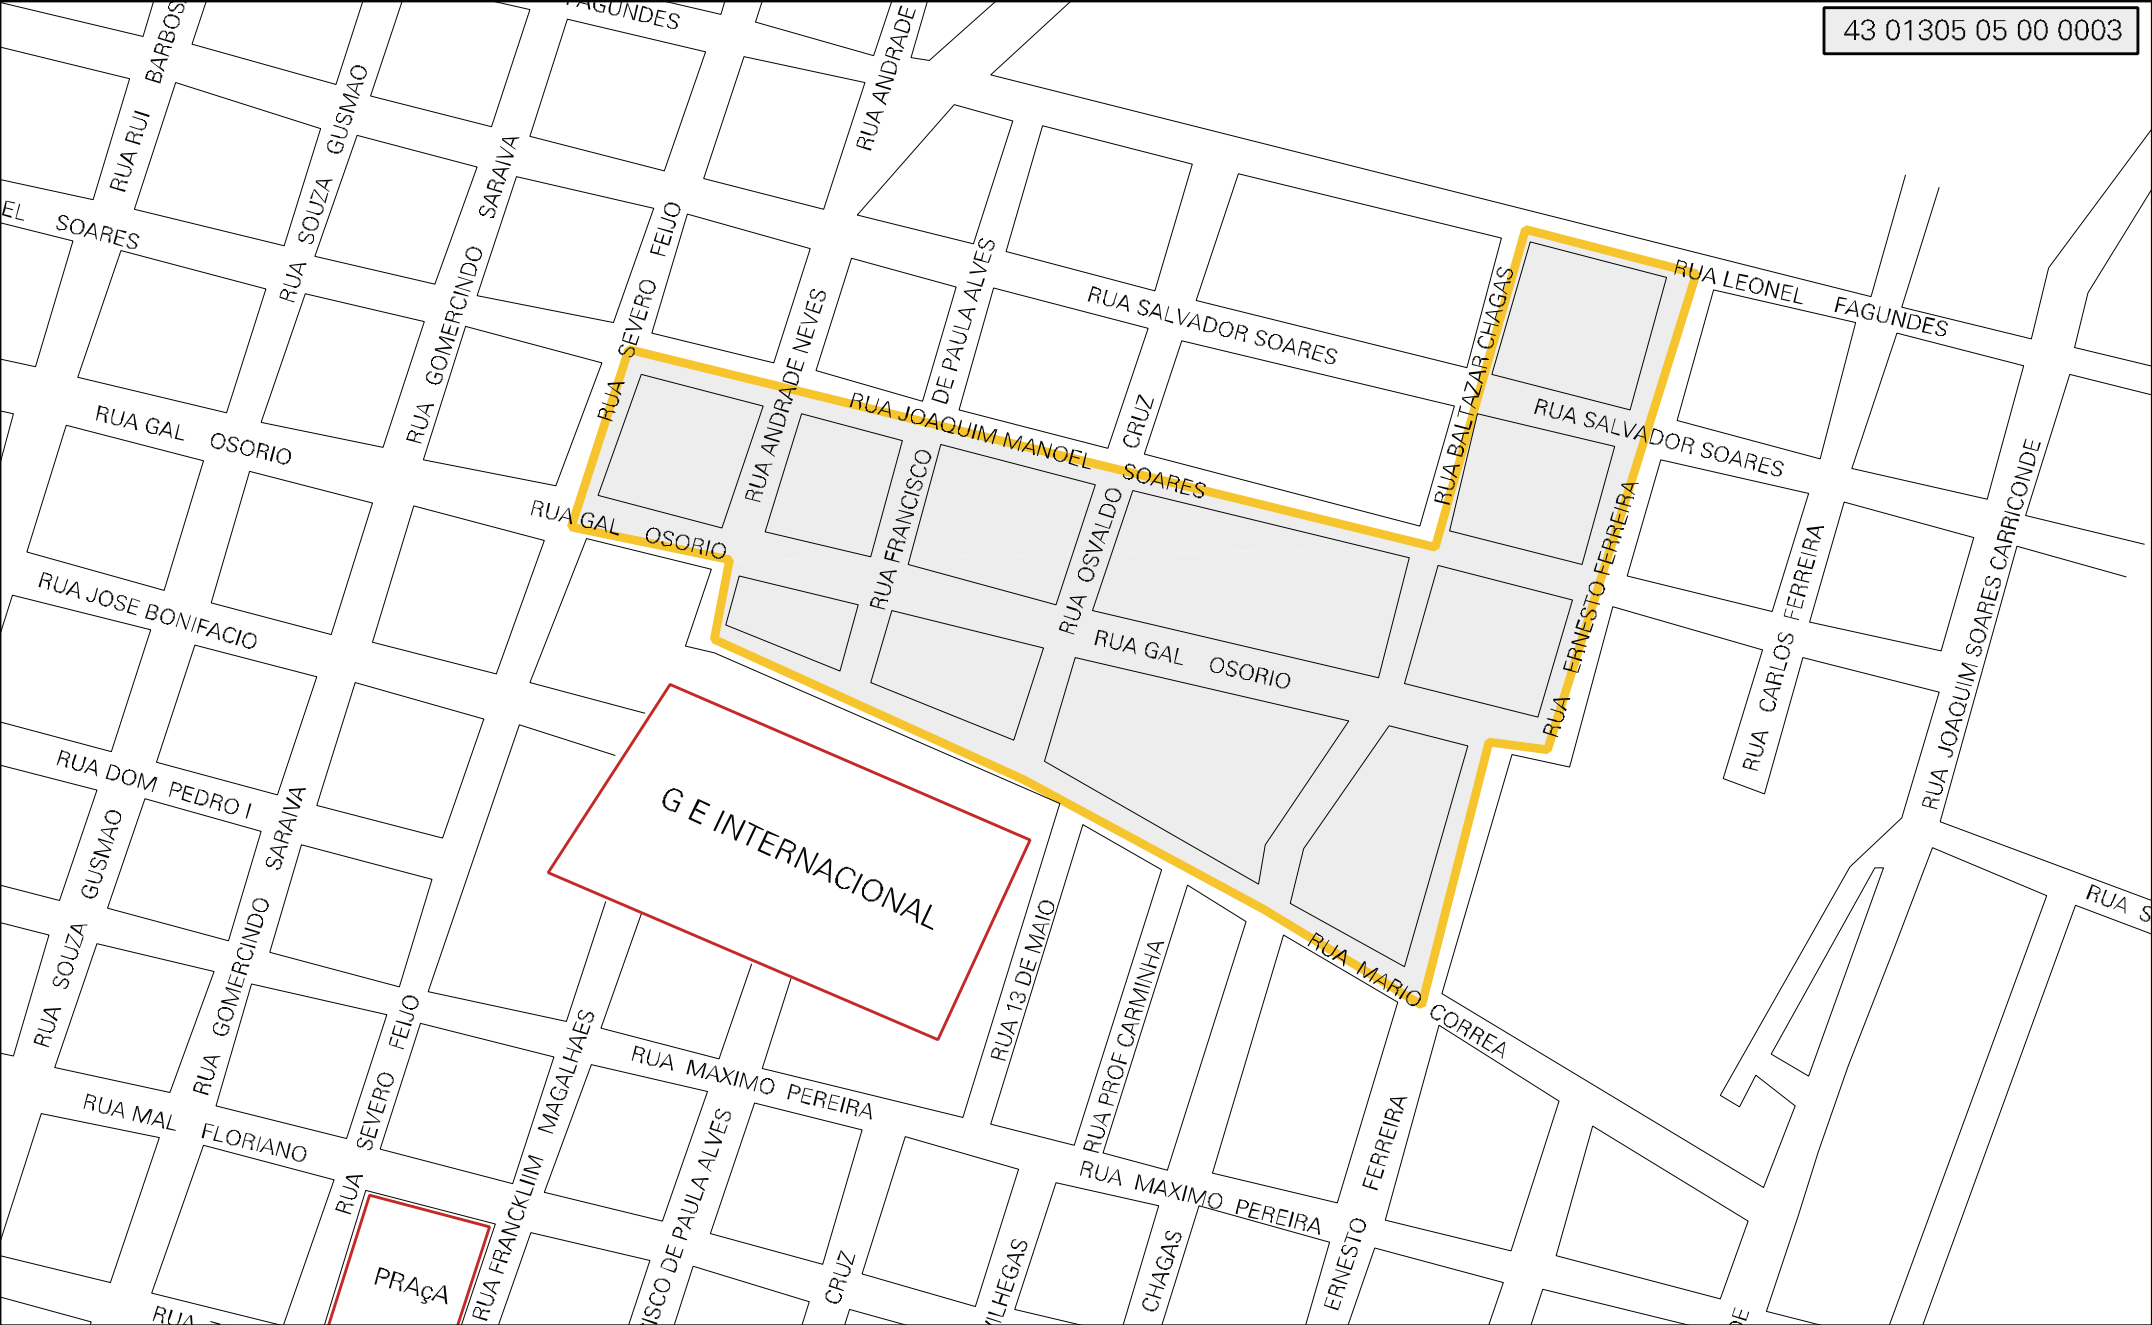 43 01305 05 00 0003
FAGUNDES
RUA RUI BARBOS
RUA SOUZA GUSMAO
RUA GOMERCINDO SARAIVA
RUA SEVERO FEIJO
RUA ANDRADE
RUA ANDRADE NEVES
EL SOARES
DE PAULA ALVES
RUA FRANCISCO
RUA SALVADOR SOARES
RUA LEONEL FAGUNDES
RUA BALTAZAR CHAGAS
RUA JOAQUIM MANOEL SOARES
CRUZ
RUA OSVALDO
RUA SALVADOR SOARES
RUA GAL OSORIO
RUA GAL OSORIO
RUA GAL OSORIO
RUA ERNESTO FERREIRA
RUA CARLOS FERREIRA
RUA JOAQUIM SOARES CARRICONDE
RUA JOSE BONIFACIO
RUA DOM PEDRO I
G E INTERNACIONAL
RUA SOUZA GUSMAO
RUA GOMERCINDO SARAIVA
RUA SEVERO FEIJO
RUA FRANCKLIM MAGALHAES
RUA 13 DE MAIO
RUA PROF CARMINHA
RUA MARIO CORREA
RUA S
RUA MAXIMO PEREIRA
RUA MAL FLORIANO
RUA MAXIMO PEREIRA
ISCO DE PAULA ALVES
CRUZ
VILHEGAS
CHAGAS
ERNESTO FERREIRA
PRAçA
RUA
DE